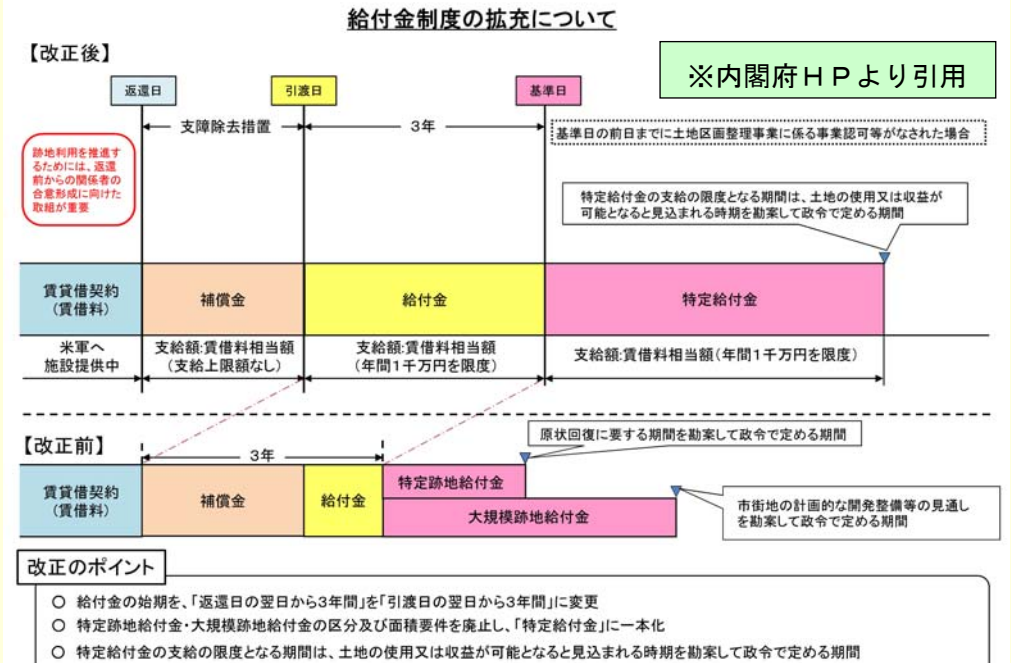 給付金制度の拡充について
【改正後】
※内閣府HPより引用
返還日
引渡日
基準日
支障除去措置
3年
基準日の前日までに土地区画整理事業に係る事業認可等がなされた場合
跡地利用を推進す
るためには、返還
前からの関係者の
合意形成に向けた
取組が重要
特定給付金の支給の限度となる期間は、土地の使用又は収益が
可能となると見込まれる時期を勘案して政令で定める期間
賃貸借契約
(賃借料)
補償金
給付金
特定給付金
米軍へ
施設提供中
支給額:賃借料相当額
(支給上限額なし)
支給額:賃借料相当額
(年間1千万円を限度)
支給額:賃借料相当額(年間1千万円を限度)
【改正前】
3年
原状回復に要する期間を勘案して政令で定める期間
賃貸借契約
(賃借料)
補償金
給付金
特定跡地給付金
大規模跡地給付金
市街地の計画的な開発整備等の見通し
を勘案して政令で定める期間
改正のポイント
○ 給付金の始期を、「返還日の翌日から3年間」を「引渡日の翌日から3年間」に変更
○ 特定跡地給付金・大規模跡地給付金の区分及び面積要件を廃止し、「特定給付金」に一本化
○ 特定給付金の支給の限度となる期間は、土地の使用又は収益が可能となると見込まれる時期を勘案して政令で定める期間